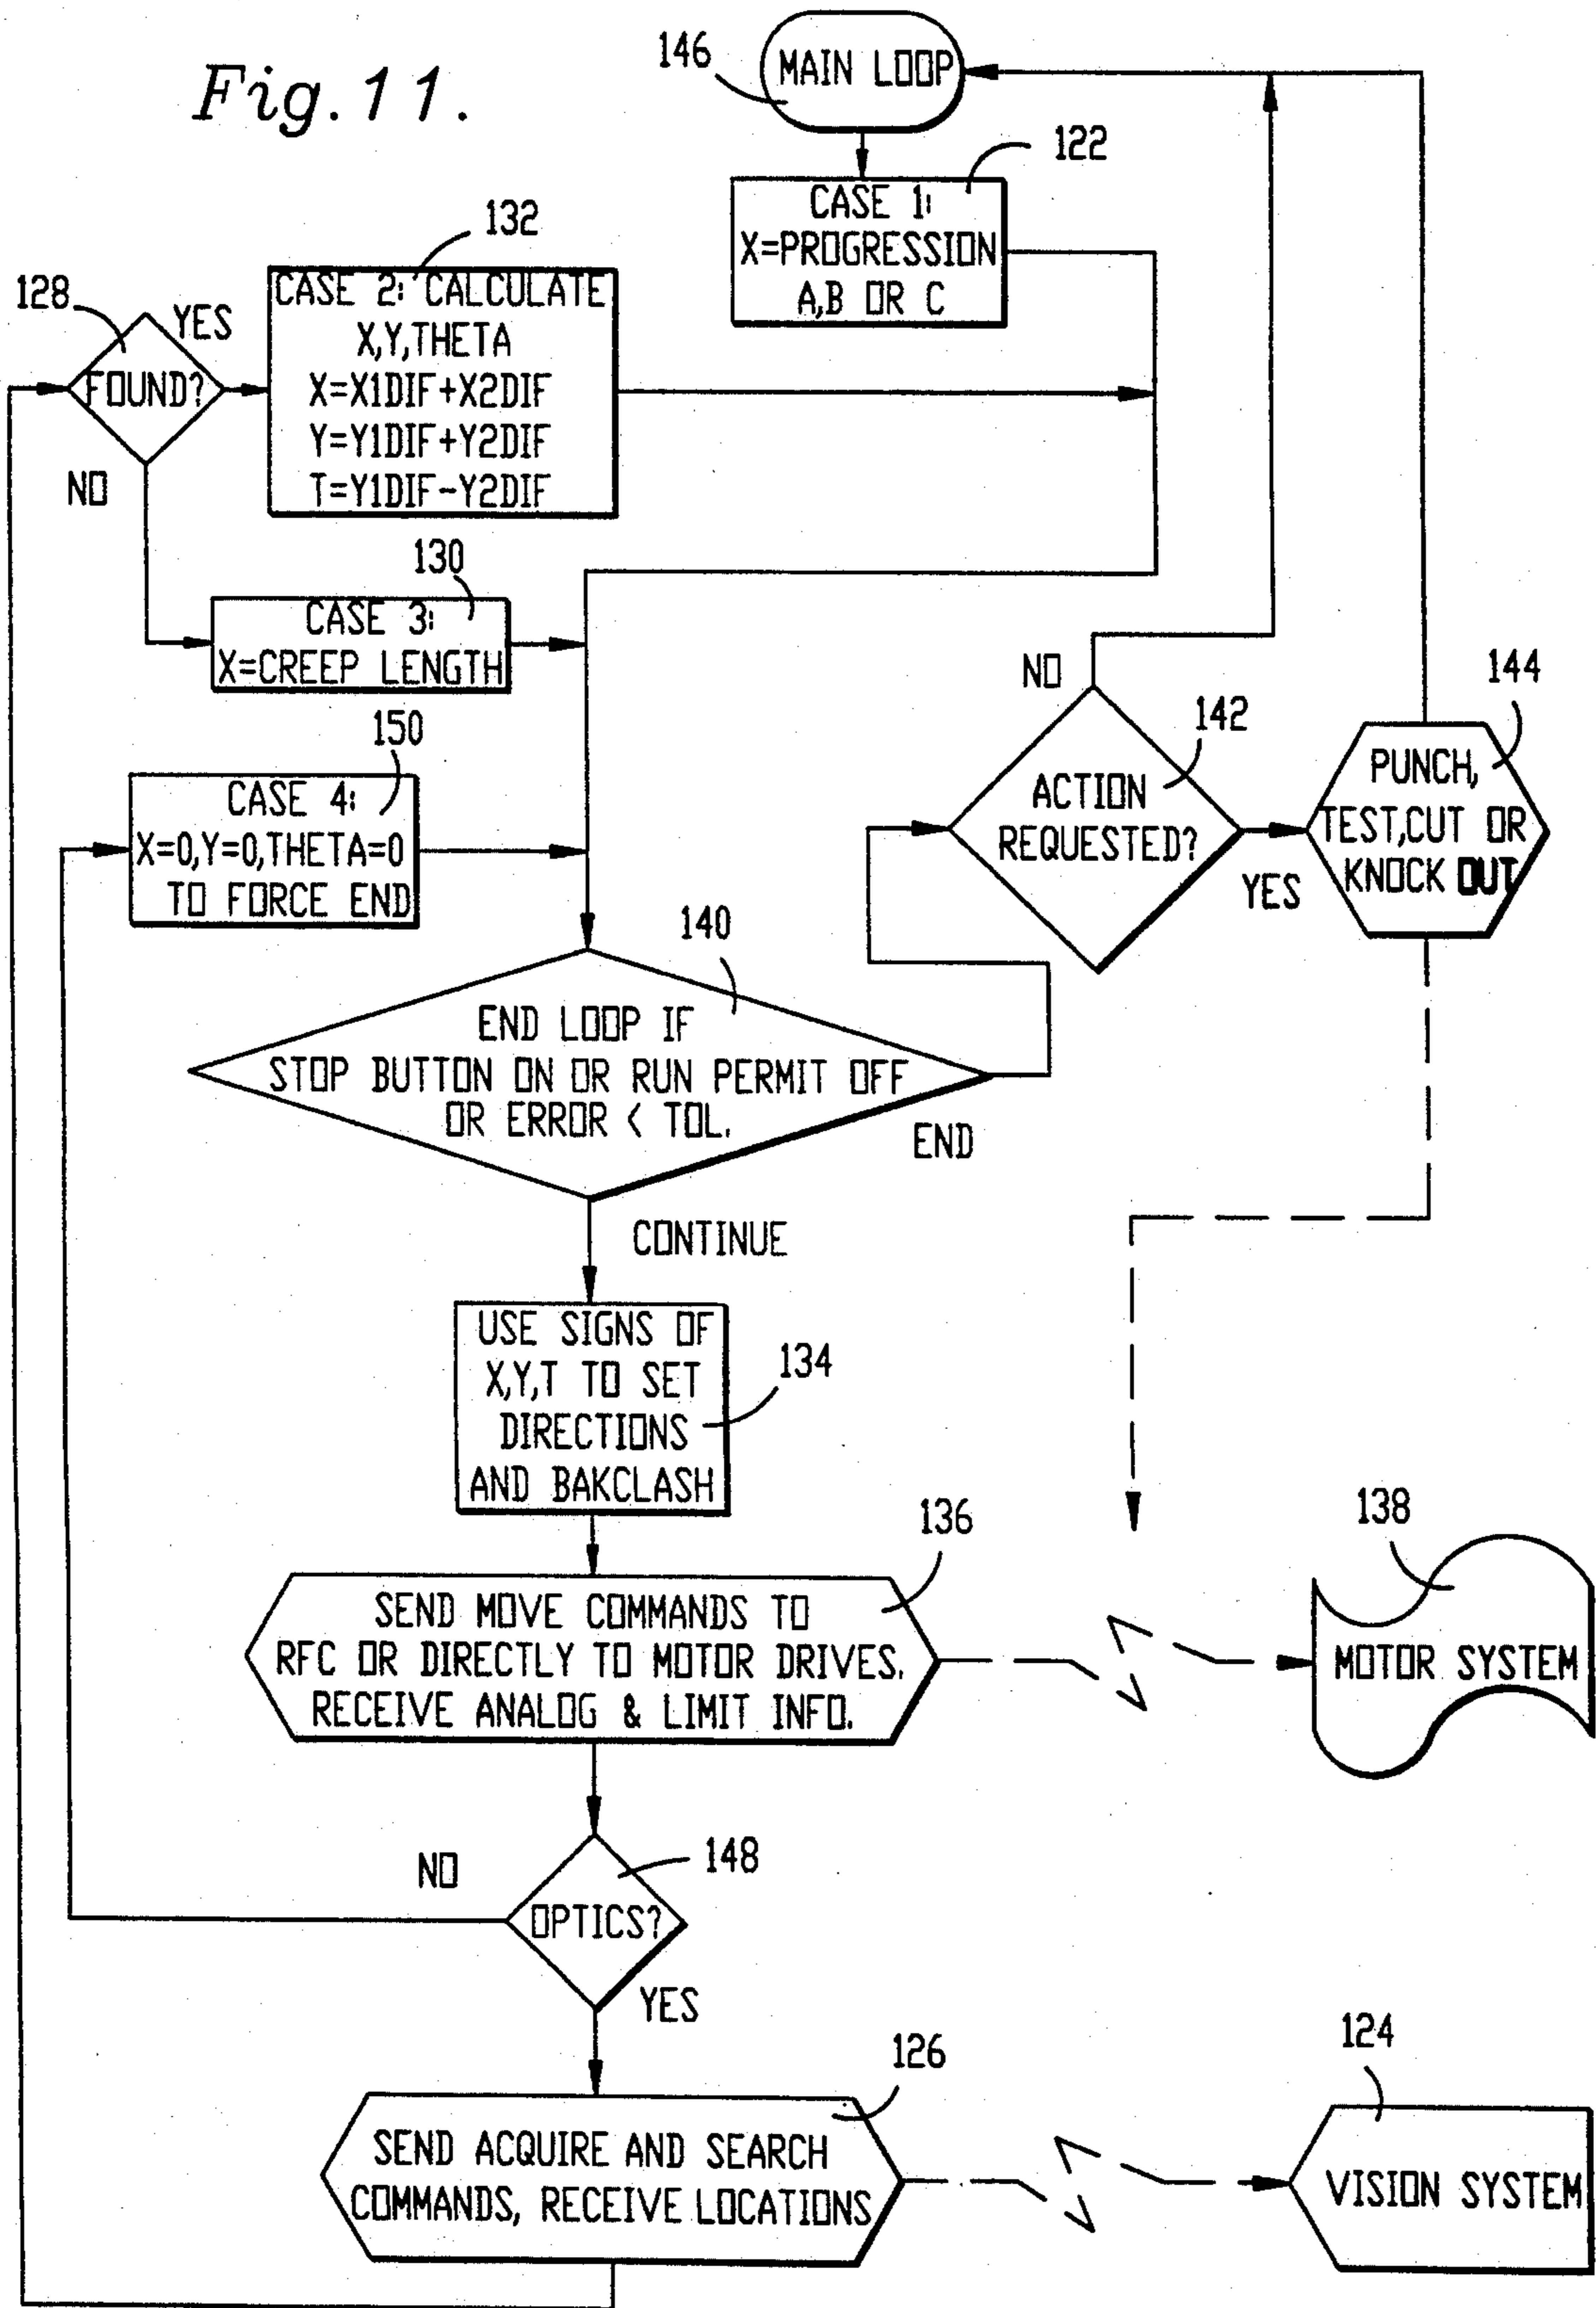 Fig. 11.
146
MAIN LOOP
122
CASE 1:
X=PROGRESSION
A,B OR C
132
CASE 2: CALCULATE
X,Y,THETA
X=X1DIF+X2DIF
Y=Y1DIF+Y2DIF
T=Y1DIF-Y2DIF
128
YES
FOUND?
NO
130
CASE 3:
X=CREEP LENGTH
150
CASE 4:
X=0,Y=0,THETA=0
TO FORCE END
NO
142
ACTION
REQUESTED?
YES
144
PUNCH,
TEST,CUT OR
KNOCK OUT
140
END LOOP IF
STOP BUTTON ON OR RUN PERMIT OFF
OR ERROR < TOL.
END
CONTINUE
USE SIGNS OF
X,Y,T TO SET
DIRECTIONS
AND BAKCLASH
134
136
SEND MOVE COMMANDS TO
RFC OR DIRECTLY TO MOTOR DRIVES.
RECEIVE ANALOG & LIMIT INFO.
138
MOTOR SYSTEM
NO
148
OPTICS?
YES
126
SEND ACQUIRE AND SEARCH
COMMANDS, RECEIVE LOCATIONS
124
VISION SYSTEM